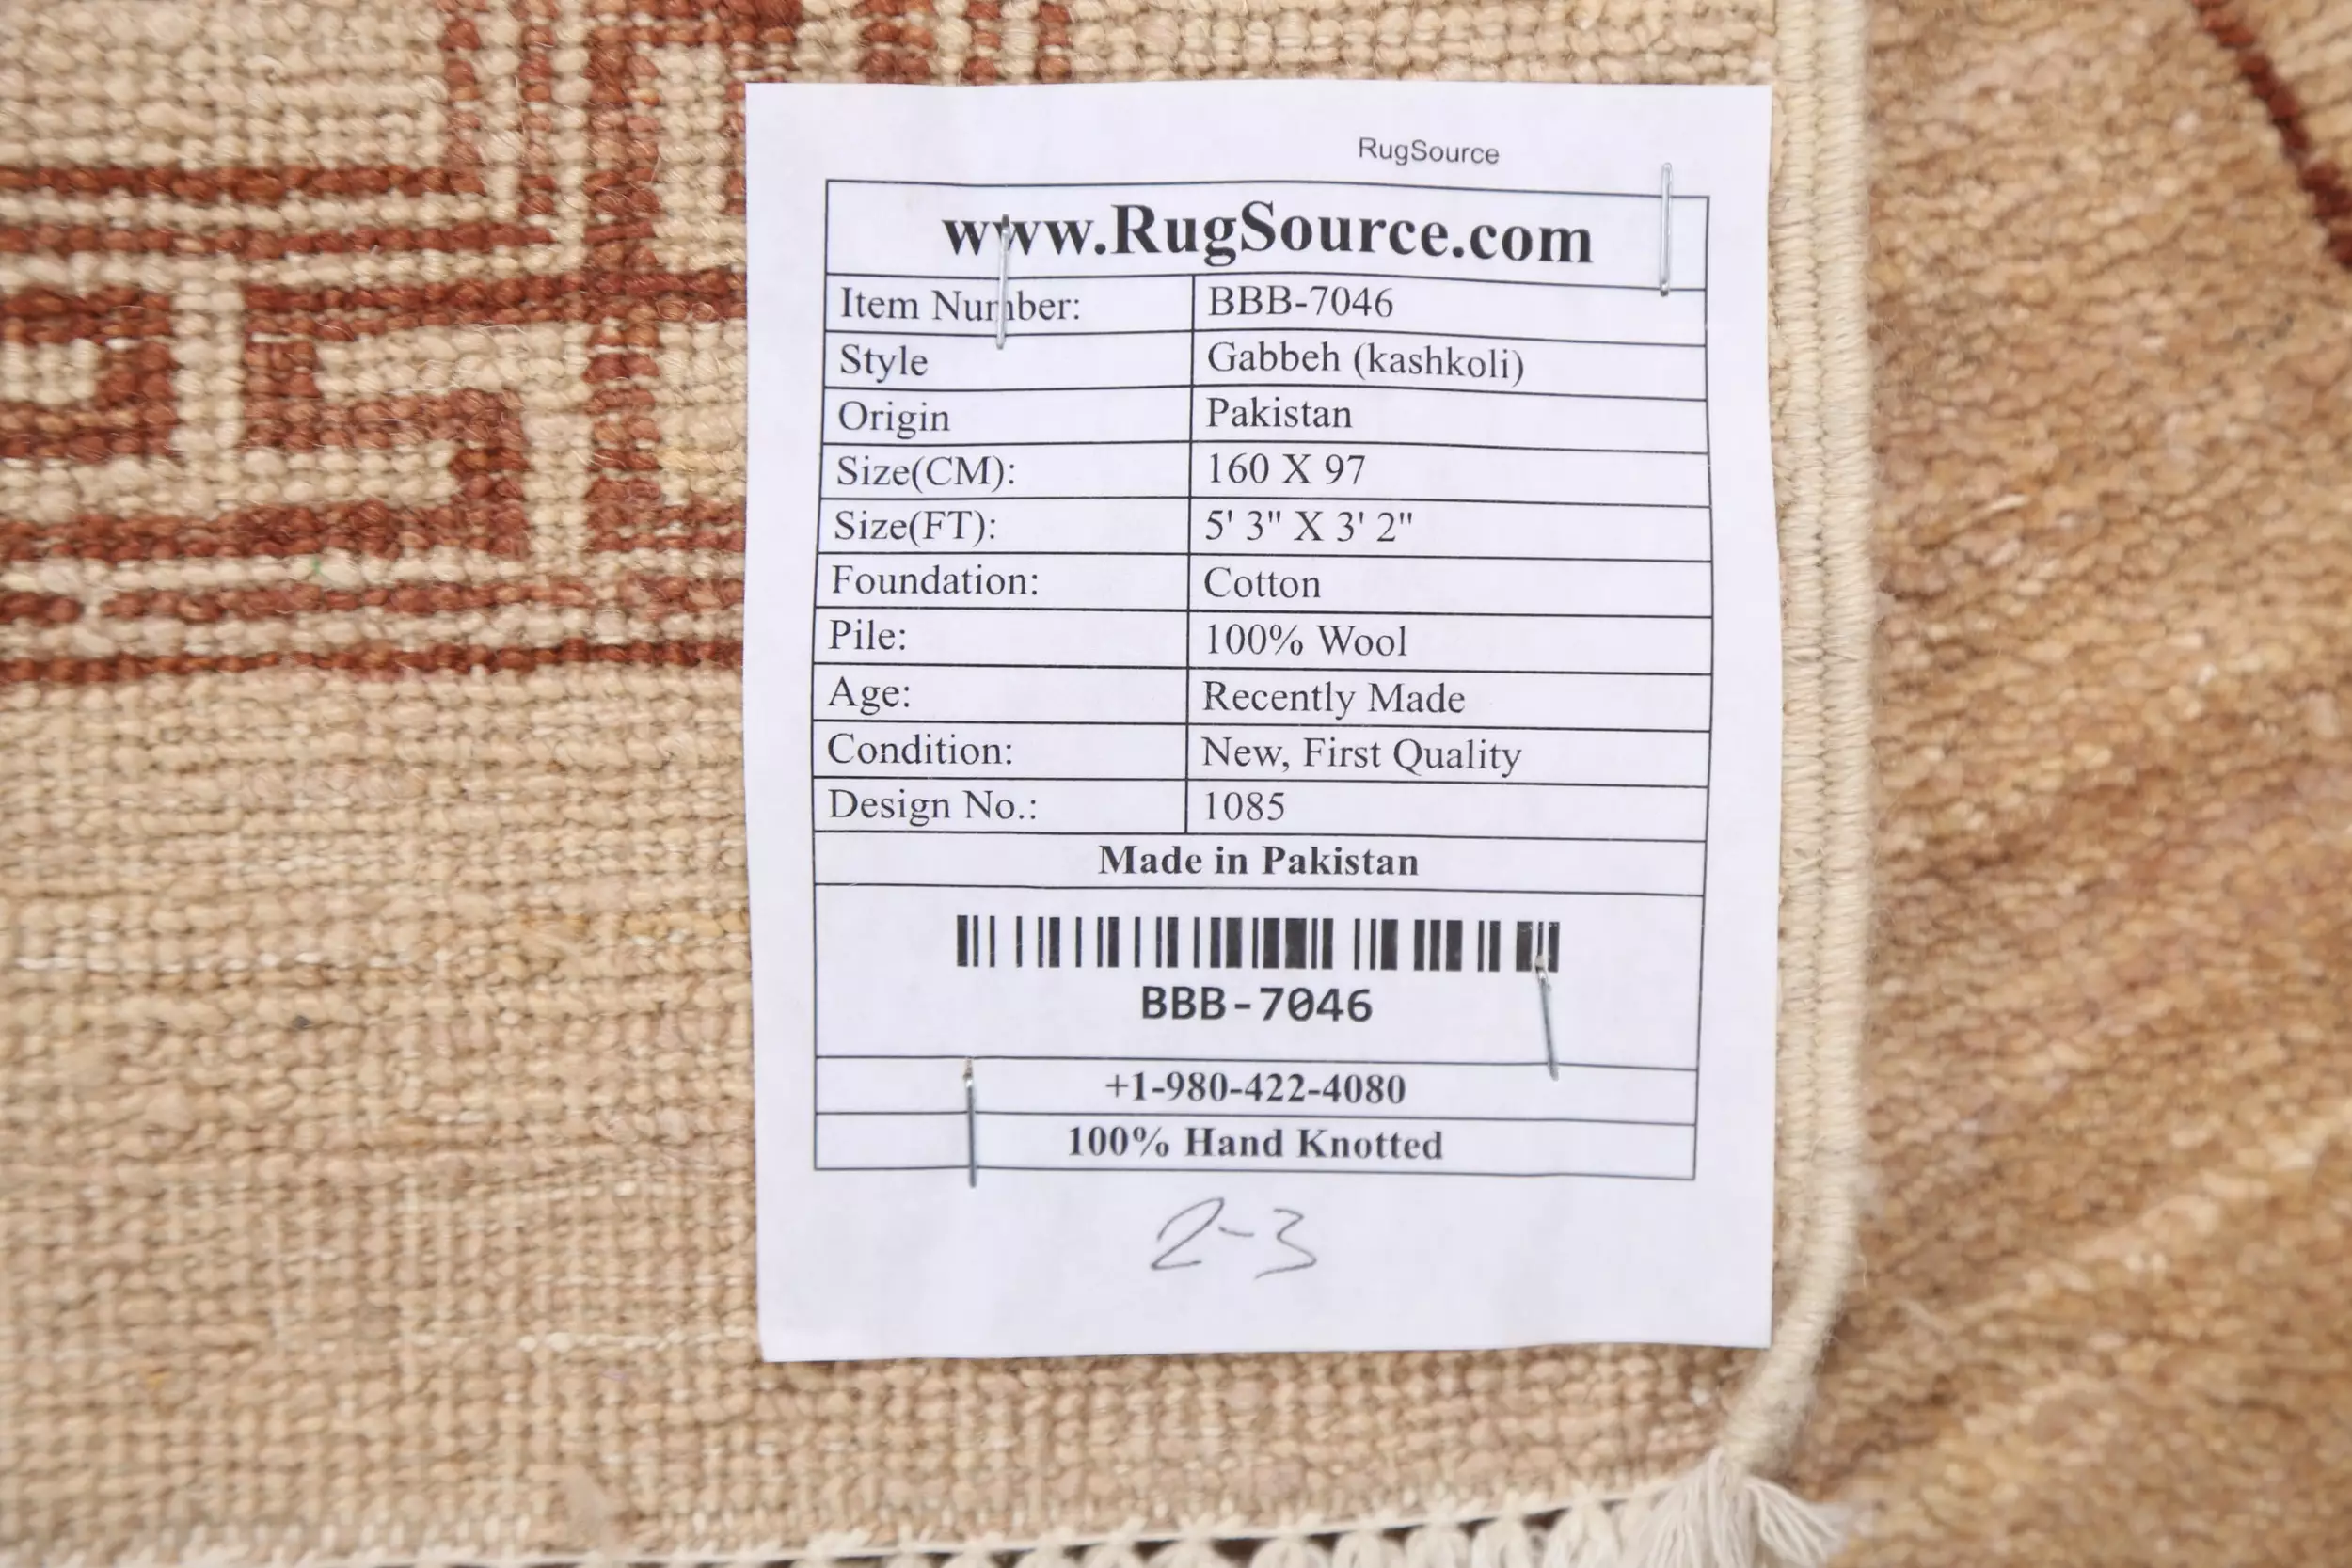 RugSource
www.RugSource.com
Item Number: BBB-7046
Style Gabbeh (kashkoli)
Origin Pakistan
Size(CM): 160 X 97
Size(FT): 5' 3" X 3' 2"
Foundation: Cotton
Pile: 100% Wool
Age: Recently Made
Condition: New, First Quality
Design No.: 1085
Made in Pakistan
BBB-7046
+1-980-422-4080
100% Hand Knotted
2-3